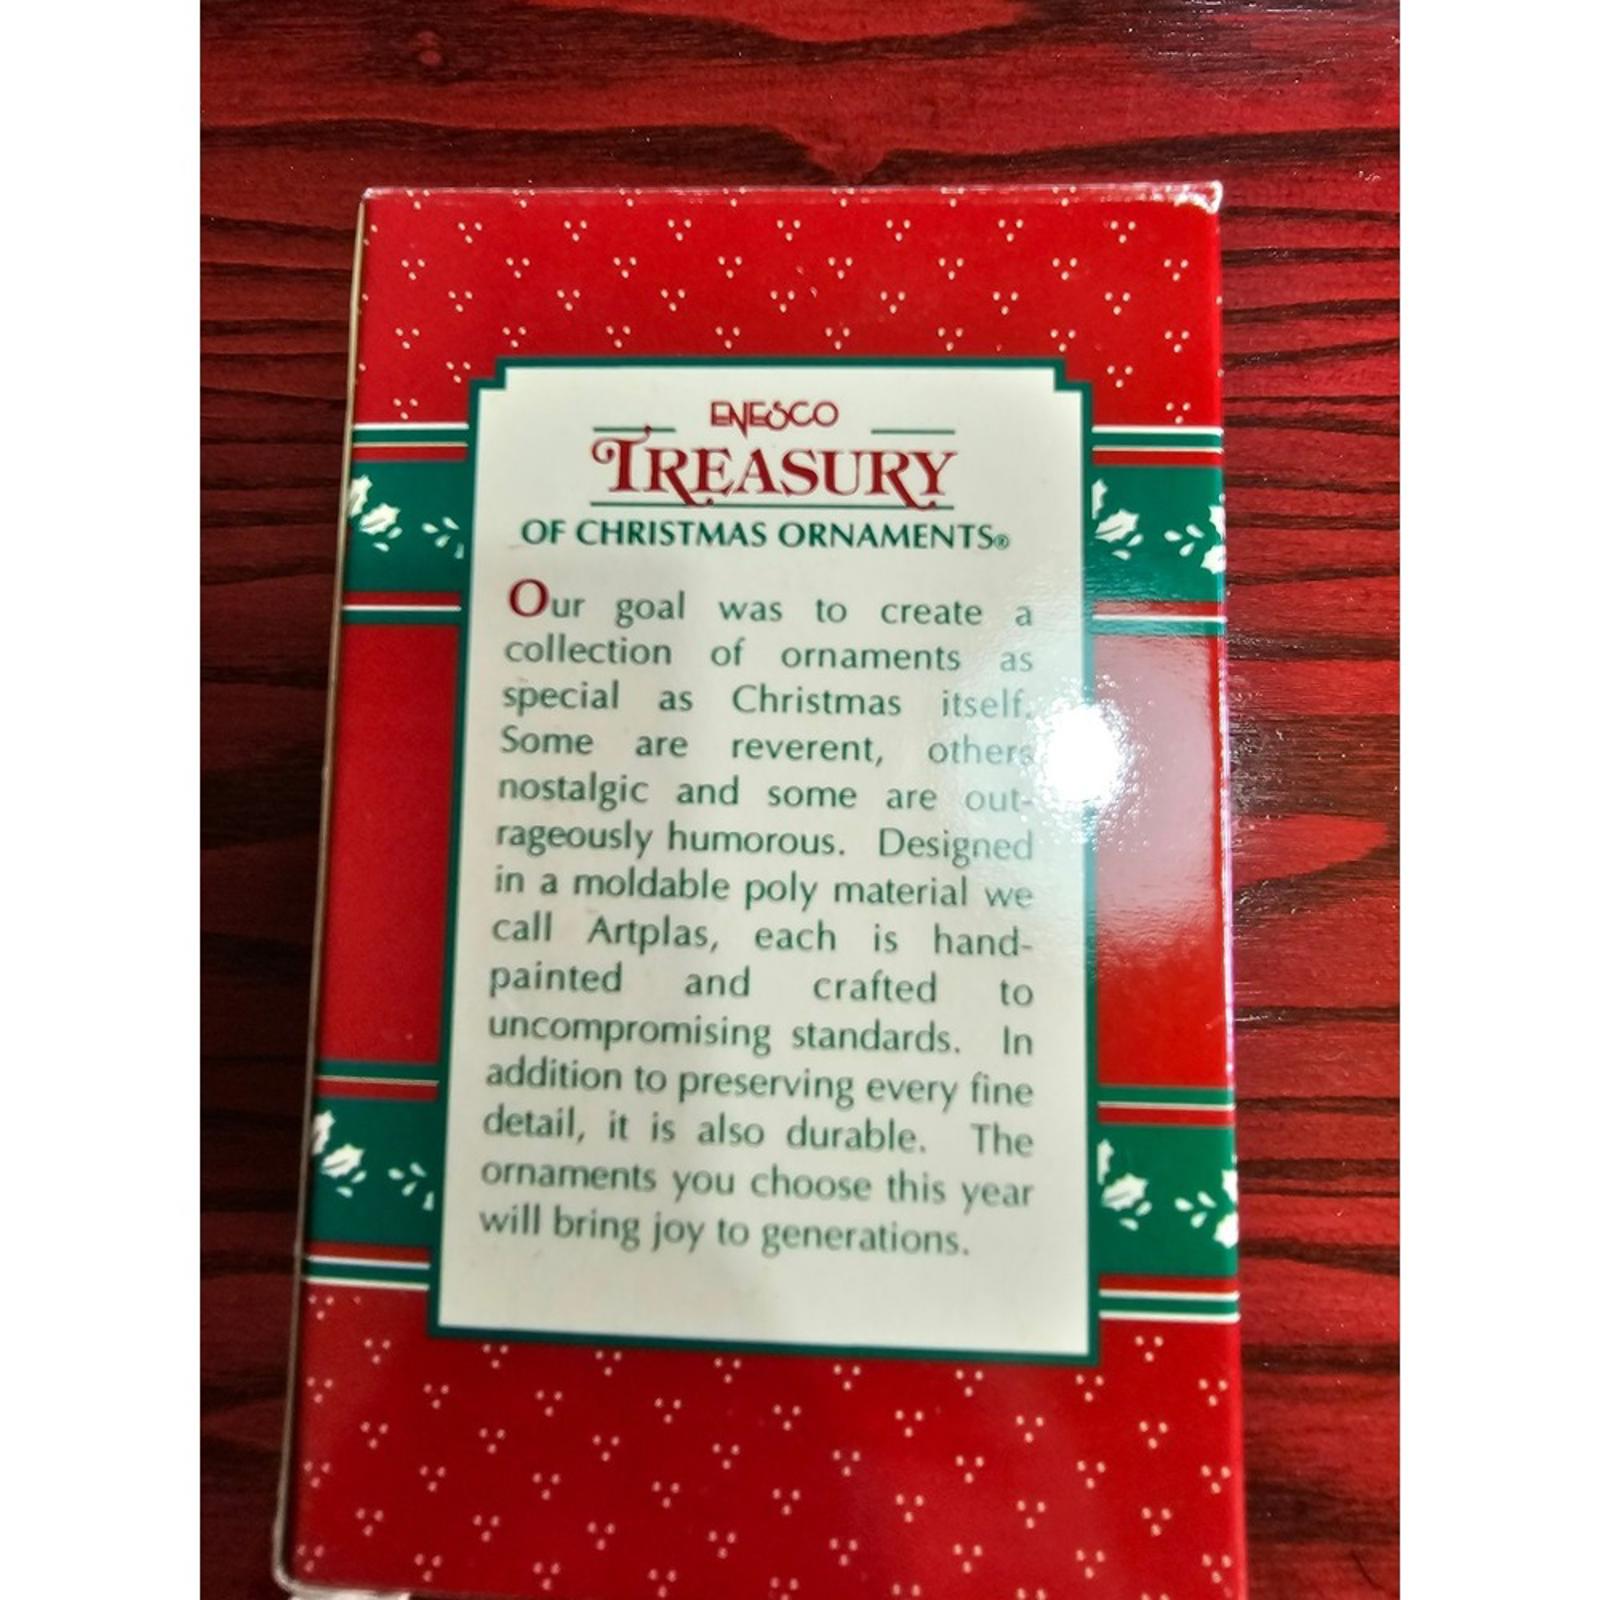 ENESCO
TREASURY
OF CHRISTMAS ORNAMENTS®
Our goal was to create a
collection of ornaments as
special as Christmas itself.
Some are reverent, others
nostalgic and some are out-
rageously humorous. Designed
in a moldable poly material we
call Artplas, each is hand-
painted and crafted to
uncompromising standards. In
addition to preserving every fine
detail, it is also durable. The
ornaments you choose this year
will bring joy to generations.